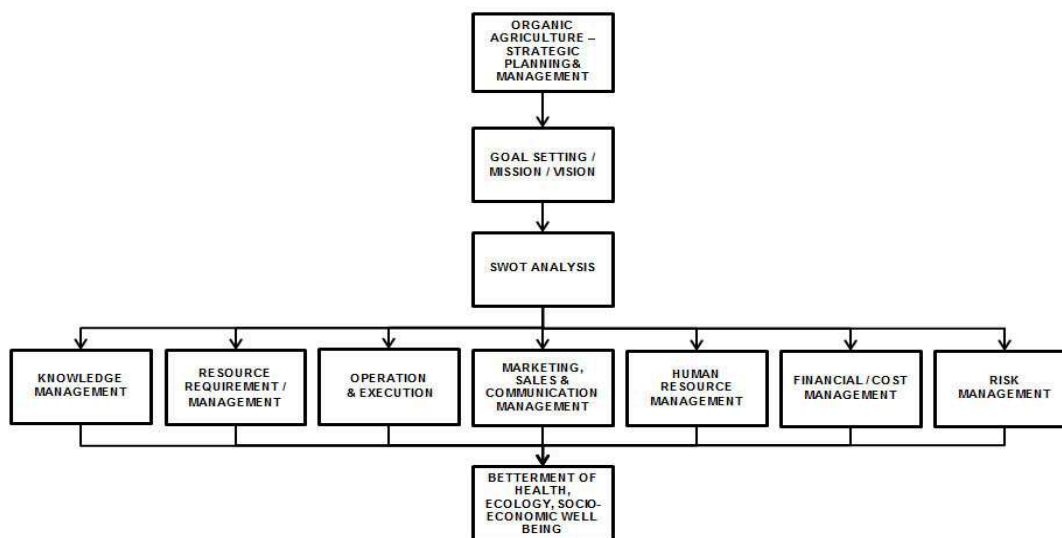 ORGANIC
AGRICULTURE –
STRATEGIC
PLANNING&
MANAGEMENT
GOAL SETTING /
MISSION / VISION
SWOT ANALYSIS
KNOWLEDGE
MANAGEMENT
RESOURCE
REQUIREMENT /
MANAGEMENT
OPERATION
& EXECUTION
MARKETING,
SALES &
COMMUNICATION
MANAGEMENT
HUMAN
RESOURCE
MANAGEMENT
FINANCIAL / COST
MANAGEMENT
RISK
MANAGEMENT
BETTERMENT OF
HEALTH,
ECOLOGY, SOCIO-
ECONOMIC WELL
BEING